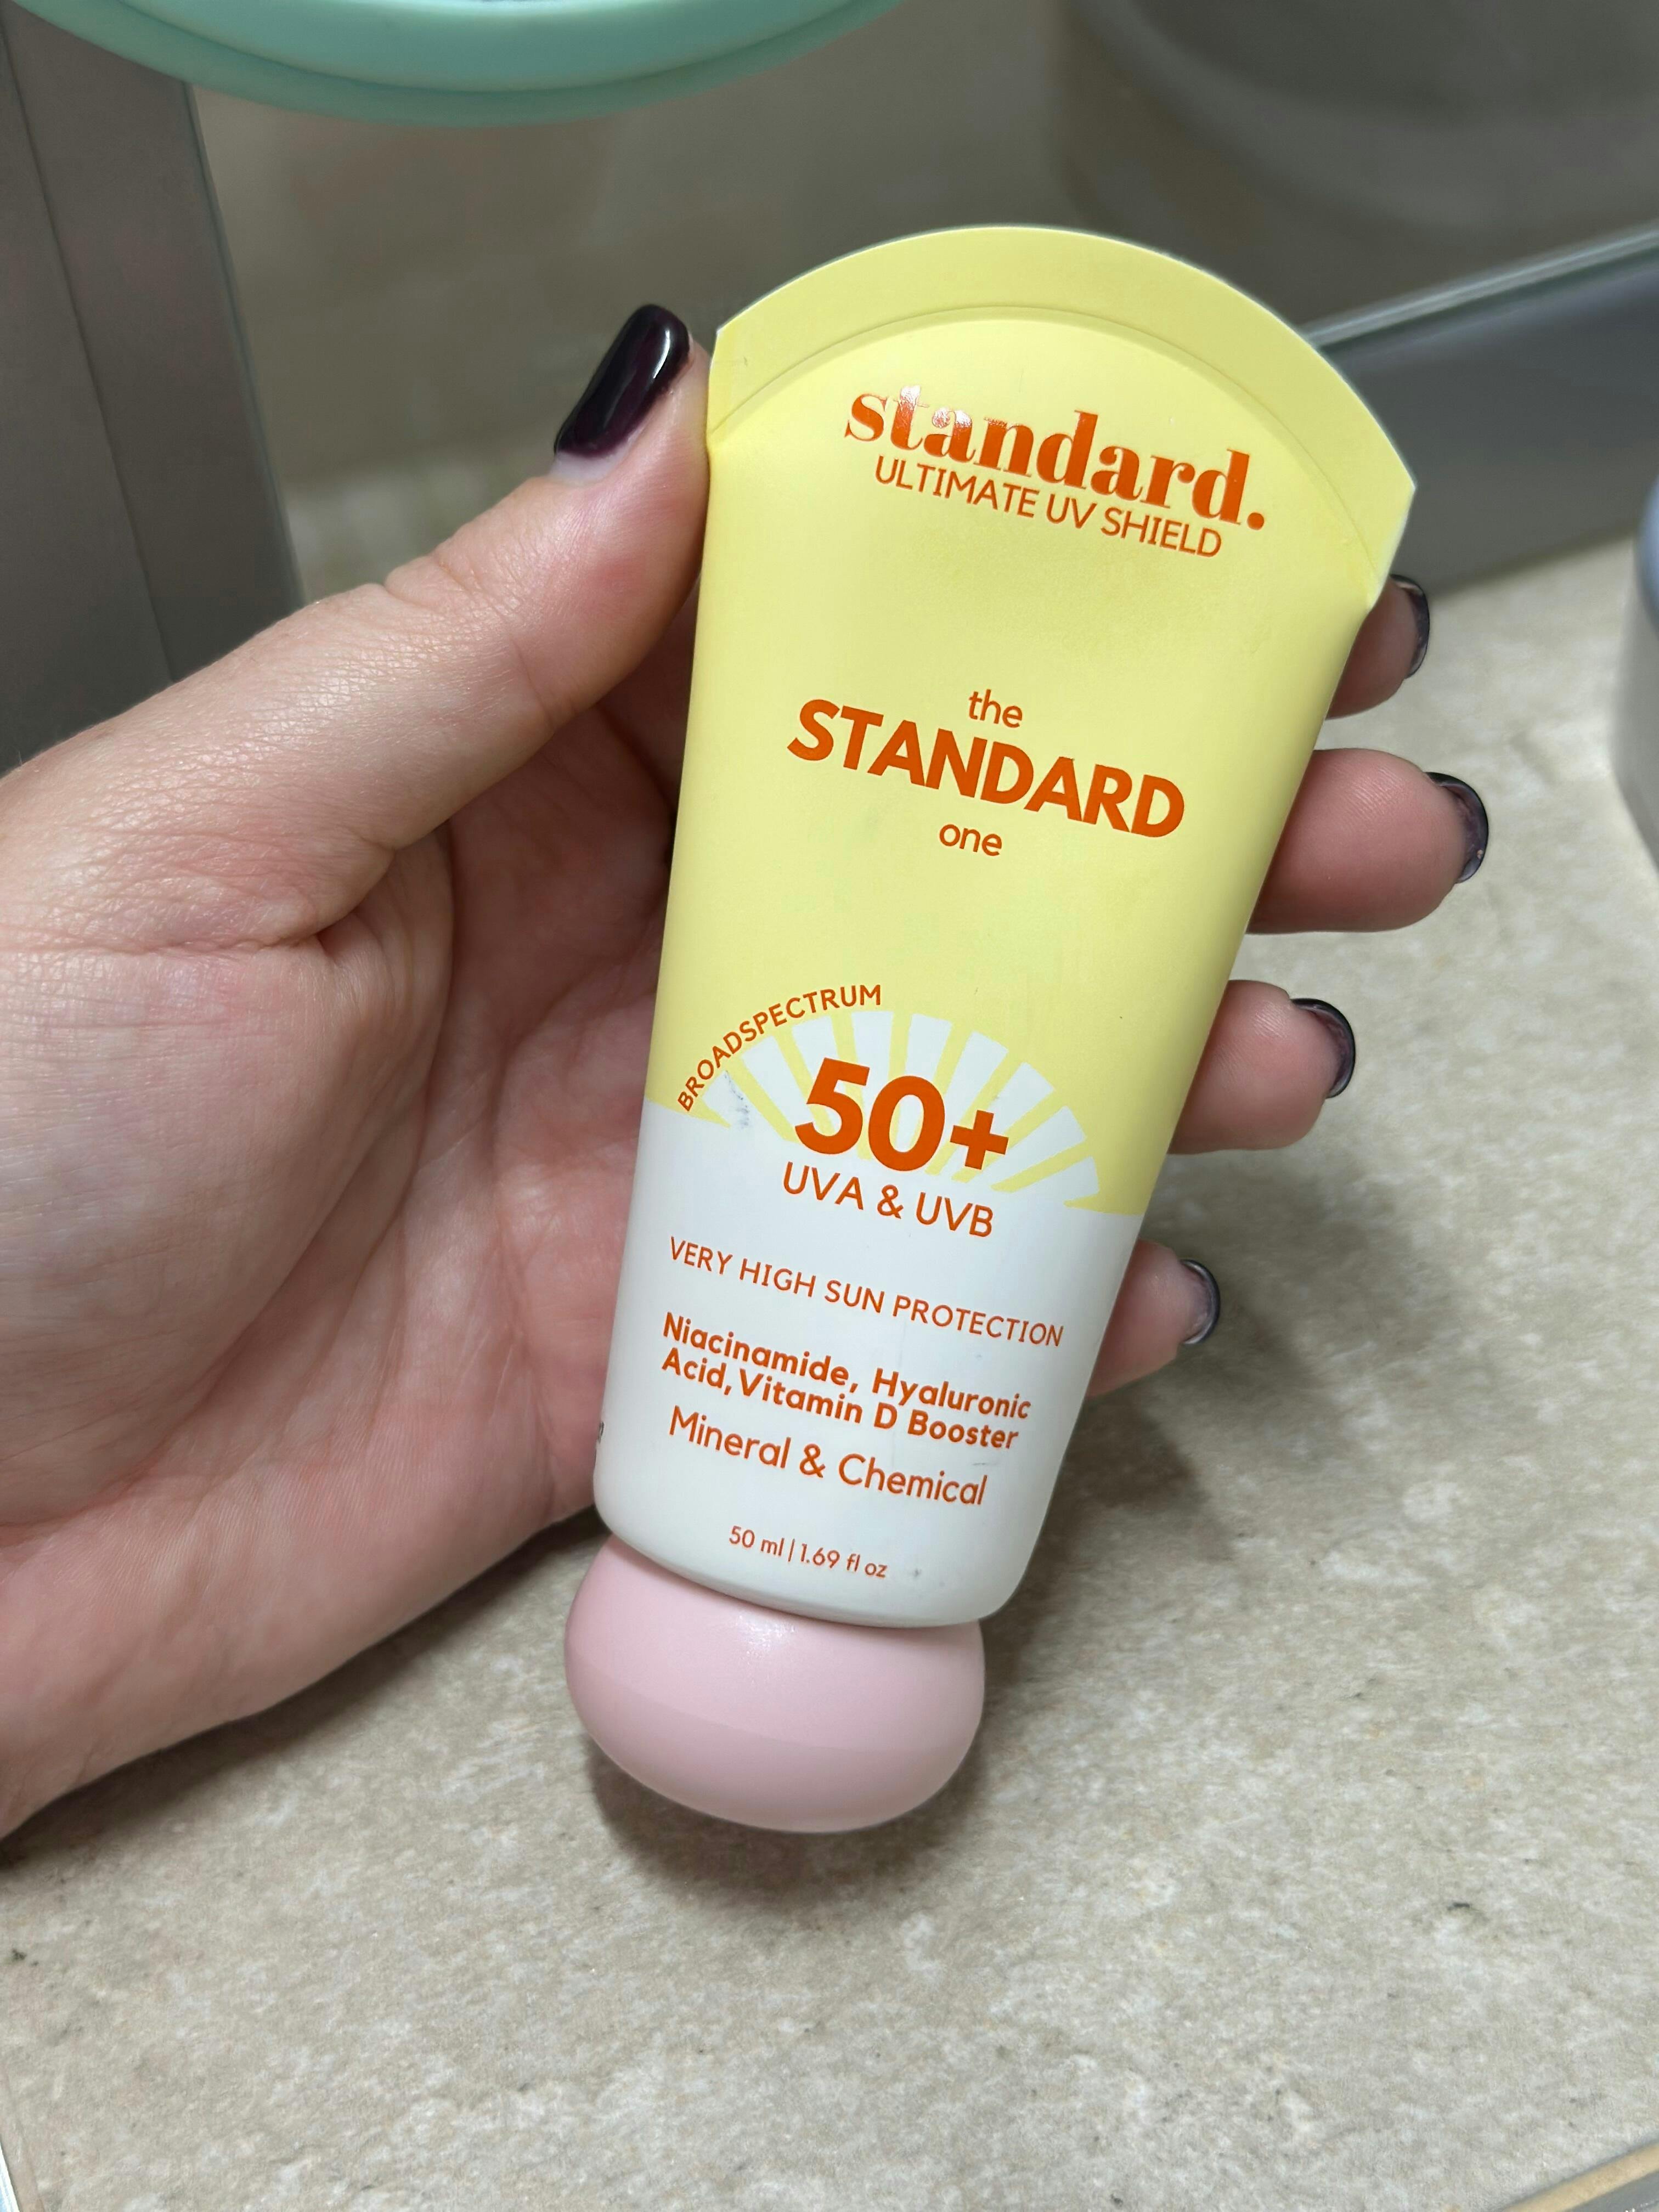 standard.
ULTIMATE UV SHIELD
the
STANDARD
one
BROADSPECTRUM
50+
UVA & UVB
VERY HIGH SUN PROTECTION
Niacinamide, Hyaluronic
Acid, Vitamin D Booster
Mineral & Chemical
50 ml | 1.69 fl oz